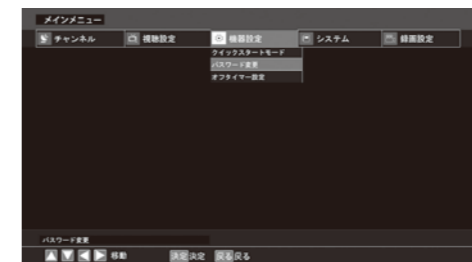 メインメニュー
チャンネル 視聴設定 機器設定 システム 録画設定
クイックスタートモード
パスワード変更
オフタイマー設定
パスワード変更
移動 決定決定 戻る戻る